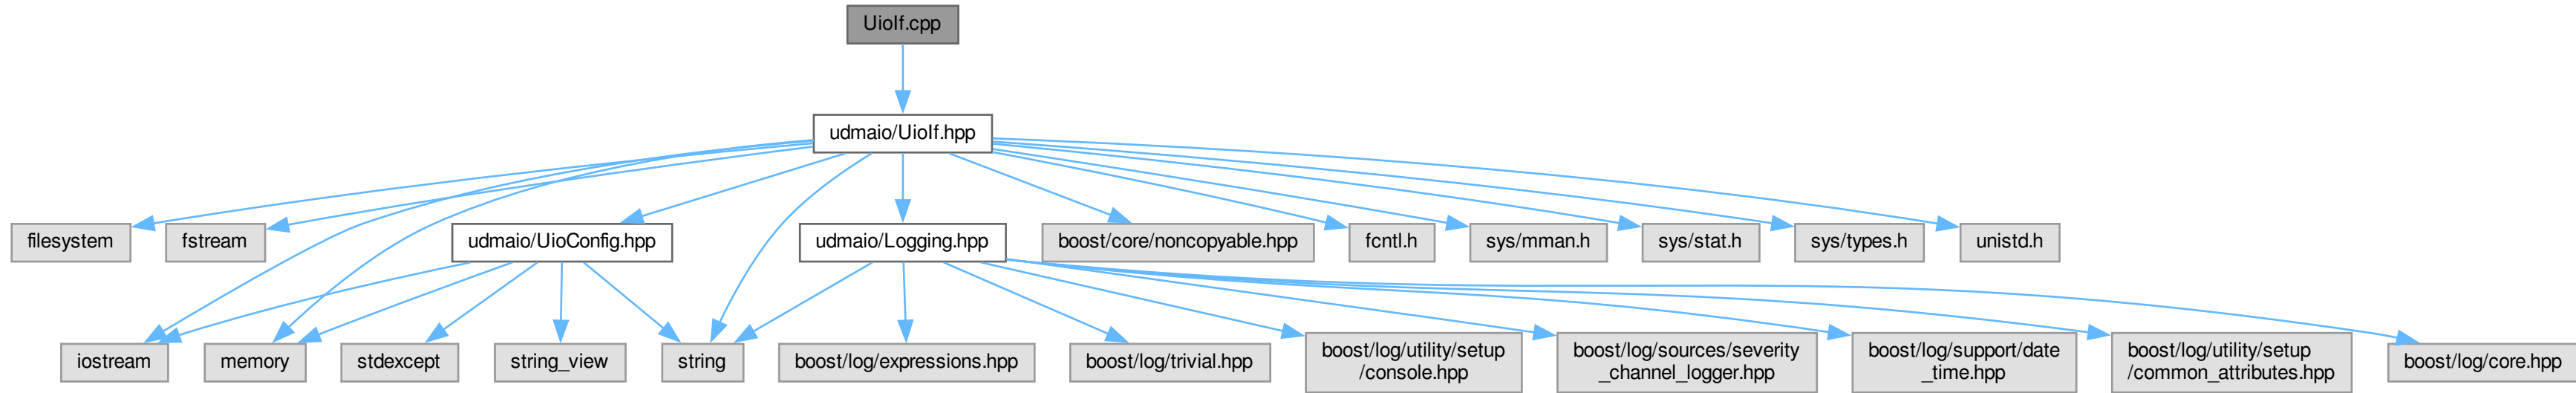 UioIf.cpp
udmaio/UioIf.hpp
filesystem
fstream
udmaio/UioConfig.hpp
udmaio/Logging.hpp
boost/core/noncopyable.hpp
fcntl.h
sys/mman.h
sys/stat.h
sys/types.h
unistd.h
iostream
memory
stdexcept
string_view
string
boost/log/expressions.hpp
boost/log/trivial.hpp
boost/log/utility/setup
/console.hpp
boost/log/sources/severity
_channel_logger.hpp
boost/log/support/date
_time.hpp
boost/log/utility/setup
/common_attributes.hpp
boost/log/core.hpp